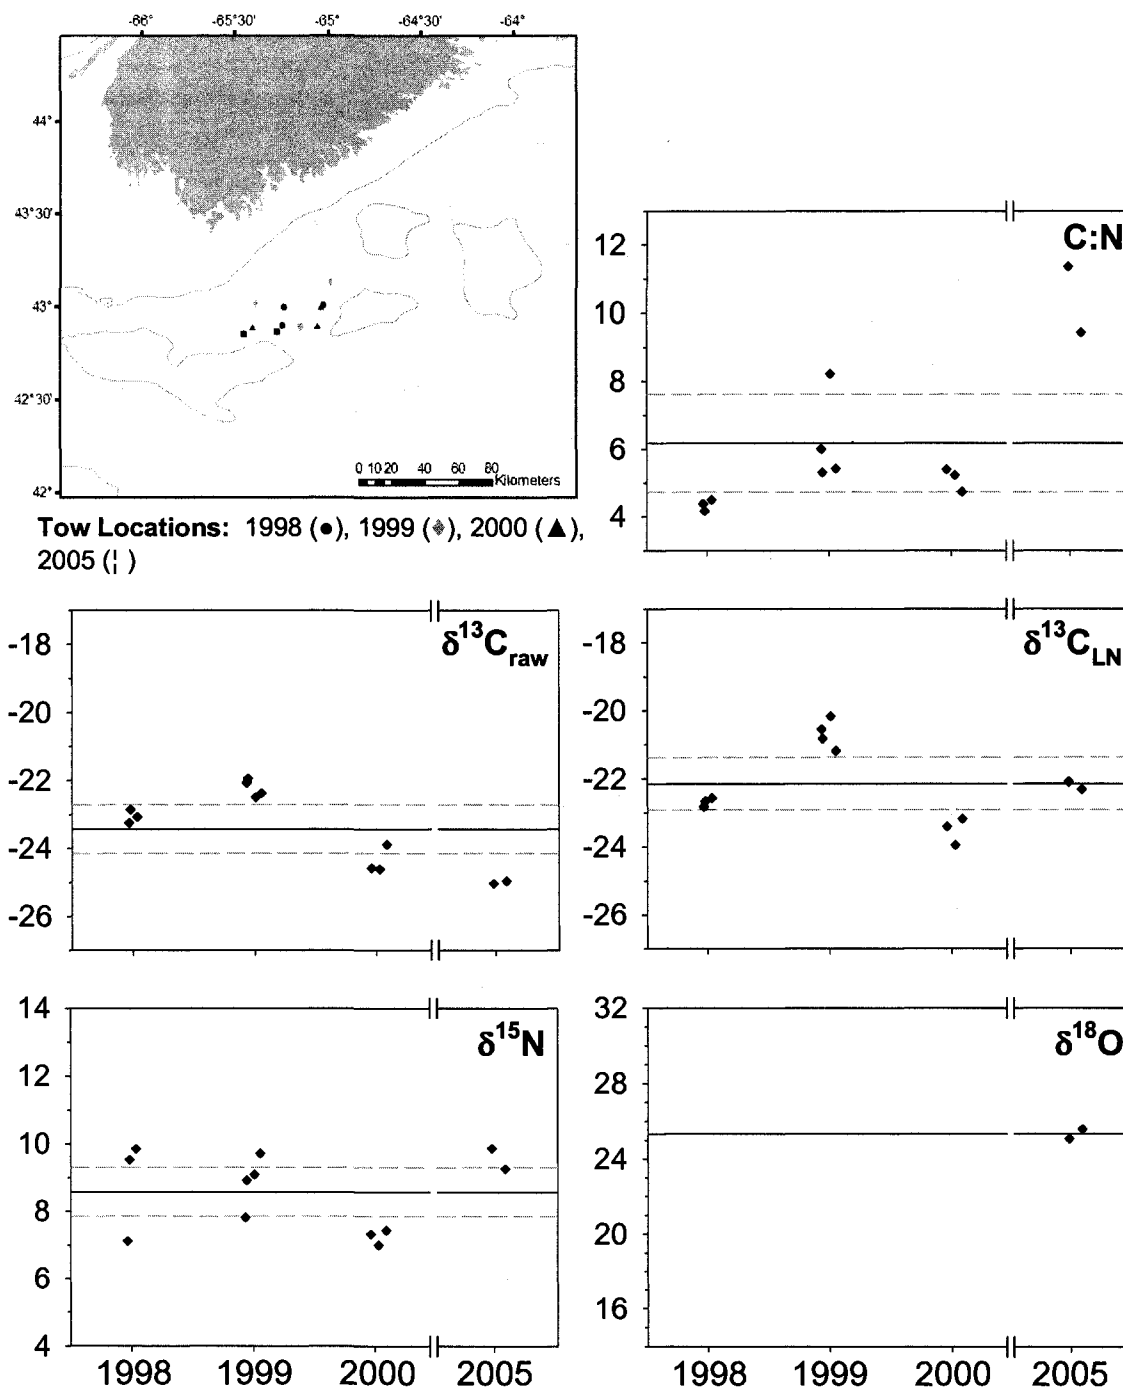 -66° -65°30' -65° -64°30' -64°
44°
43°30'
43°
42°30'
42°
0 10 20 40 60 80
Kilometers
Tow Locations: 1998 (●), 1999 (♦), 2000 (▲),
2005 (¦ )
C:N
12
10
8
6
4
δ¹³C_raw
-18
-20
-22
-24
-26
δ¹³C_LN
-18
-20
-22
-24
-26
δ¹⁵N
14
12
10
8
6
4
1998 1999 2000 2005
δ¹⁸O
32
28
24
20
16
1998 1999 2000 2005